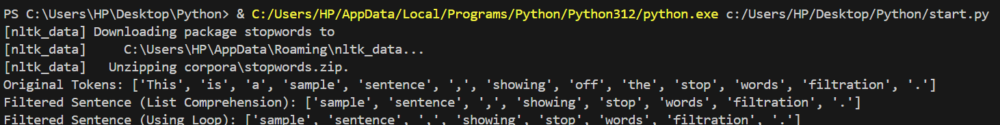 PS C:\Users\HP\Desktop\Python> & C:/Users/HP/AppData/Local/Programs/Python/Python312/python.exe c:/Users/HP/Desktop/Python/start.py
[nltk_data] Downloading package stopwords to
[nltk_data]     C:\Users\HP\AppData\Roaming\nltk_data...
[nltk_data]   Unzipping corpora\stopwords.zip.
Original Tokens: ['This', 'is', 'a', 'sample', 'sentence', ',', 'showing', 'off', 'the', 'stop', 'words', 'filtration', '.']
Filtered Sentence (List Comprehension): ['sample', 'sentence', ',', 'showing', 'stop', 'words', 'filtration', '.']
Filtered Sentence (Using Loop): ['sample', 'sentence', ',', 'showing', 'stop', 'words', 'filtration', '.']